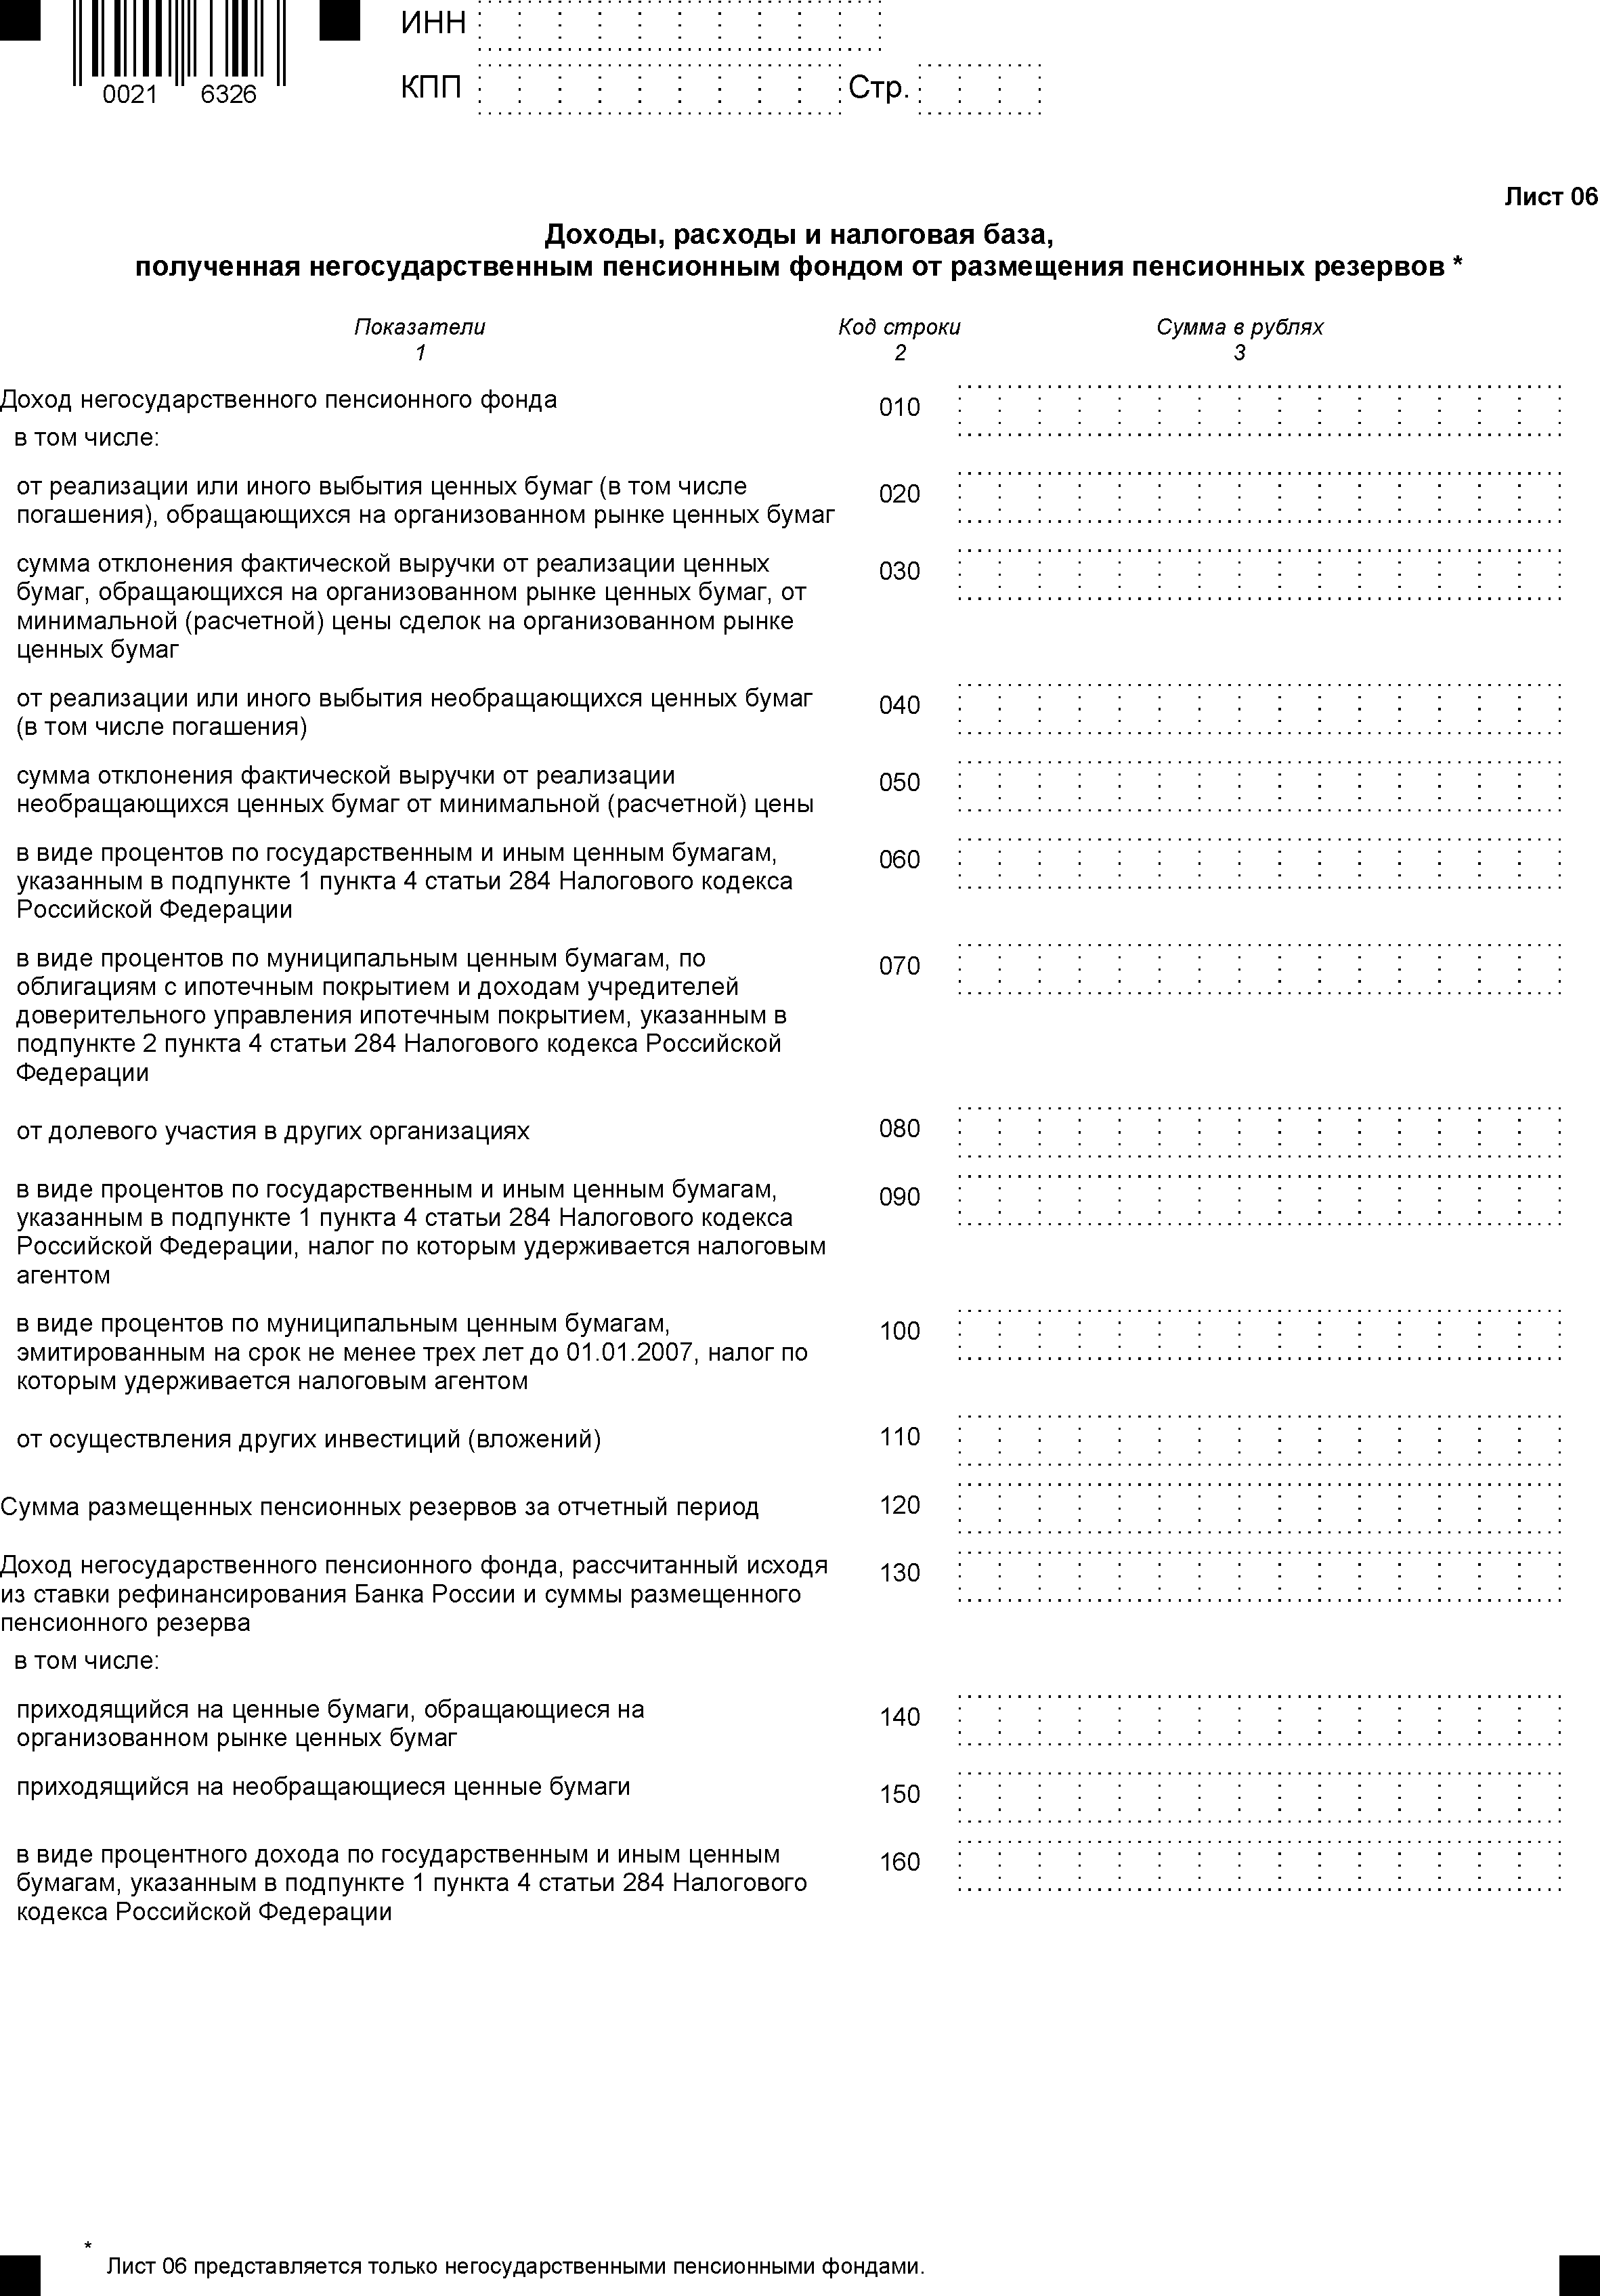 ИНН
0021 6326
КПП Стр.
Лист 06
Доходы, расходы и налоговая база,
полученная негосударственным пенсионным фондом от размещения пенсионных резервов *
Показатели Код строки Сумма в рублях
1 2 3
Доход негосударственного пенсионного фонда 010
в том числе:
от реализации или иного выбытия ценных бумаг (в том числе 020
погашения), обращающихся на организованном рынке ценных бумаг
сумма отклонения фактической выручки от реализации ценных 030
бумаг, обращающихся на организованном рынке ценных бумаг, от
минимальной (расчетной) цены сделок на организованном рынке
ценных бумаг
от реализации или иного выбытия необращающихся ценных бумаг 040
(в том числе погашения)
сумма отклонения фактической выручки от реализации 050
необращающихся ценных бумаг от минимальной (расчетной) цены
в виде процентов по государственным и иным ценным бумагам, 060
указанным в подпункте 1 пункта 4 статьи 284 Налогового кодекса
Российской Федерации
в виде процентов по муниципальным ценным бумагам, по 070
облигациям с ипотечным покрытием и доходам учредителей
доверительного управления ипотечным покрытием, указанным в
подпункте 2 пункта 4 статьи 284 Налогового кодекса Российской
Федерации
от долевого участия в других организациях 080
в виде процентов по государственным и иным ценным бумагам, 090
указанным в подпункте 1 пункта 4 статьи 284 Налогового кодекса
Российской Федерации, налог по которым удерживается налоговым
агентом
в виде процентов по муниципальным ценным бумагам, 100
эмитированным на срок не менее трех лет до 01.01.2007, налог по
которым удерживается налоговым агентом
от осуществления других инвестиций (вложений) 110
Сумма размещенных пенсионных резервов за отчетный период 120
Доход негосударственного пенсионного фонда, рассчитанный исходя 130
из ставки рефинансирования Банка России и суммы размещенного
пенсионного резерва
в том числе:
приходящийся на ценные бумаги, обращающиеся на 140
организованном рынке ценных бумаг
приходящийся на необращающиеся ценные бумаги 150
в виде процентного дохода по государственным и иным ценным 160
бумагам, указанным в подпункте 1 пункта 4 статьи 284 Налогового
кодекса Российской Федерации
* Лист 06 представляется только негосударственными пенсионными фондами.